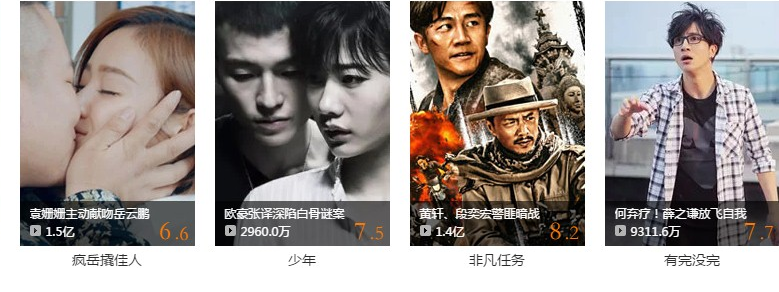 袁姗姗主动献吻岳云鹏
1.5亿 6.6
疯岳撬佳人
欧豪张译深陷白骨谜案
2960.0万 7.5
少年
黄轩、段奕宏警匪暗战
1.4亿 8.2
非凡任务
何弃疗！薛之谦放飞自我
9311.6万 7.7
有完没完